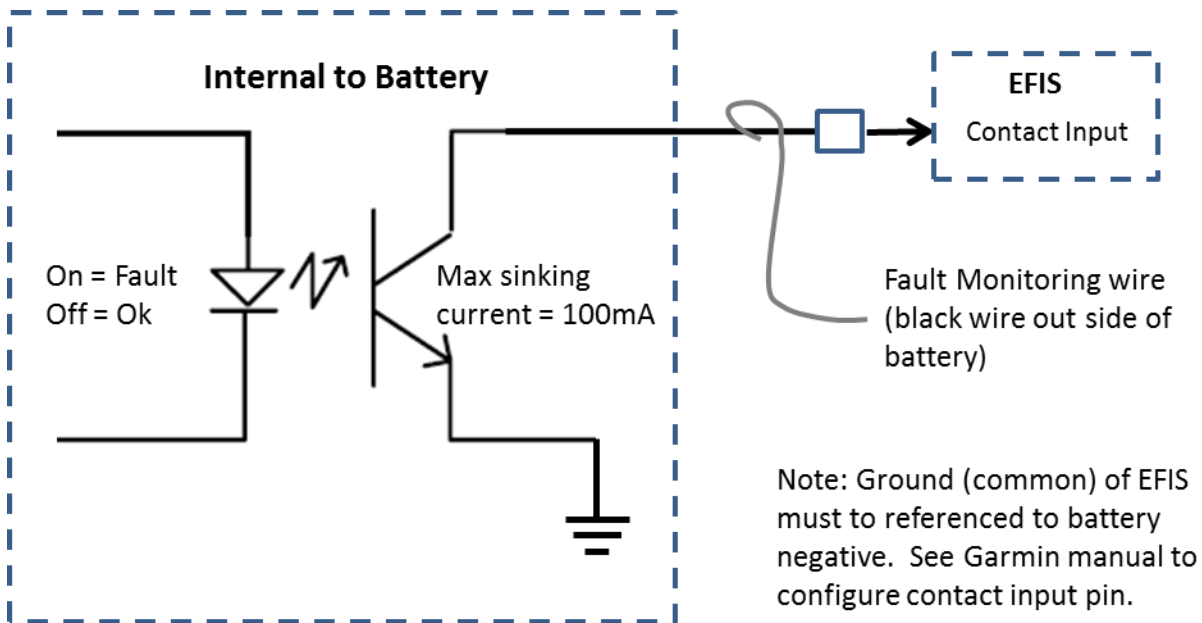 Internal to Battery
EFIS
Contact Input
On = Fault
Off = Ok
Max sinking
current = 100mA
Fault Monitoring wire
(black wire out side of
battery)
Note: Ground (common) of EFIS
must to referenced to battery
negative.  See Garmin manual to
configure contact input pin.